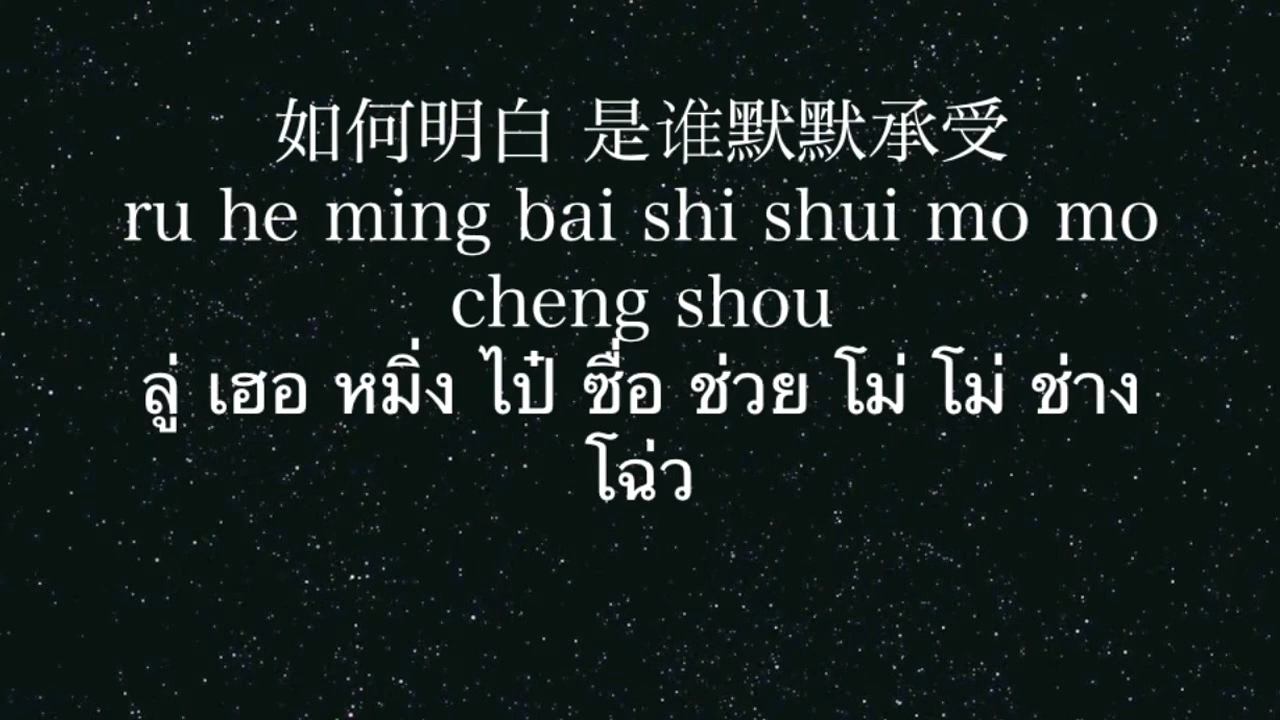 如何明白 是谁默默承受
ru he ming bai shi shui mo mo
cheng shou
ลู่ เฮอ หมิ่ง ไป๋ ซื่อ ช่วย โม่ โม่ ช่าง
โฉ่ว